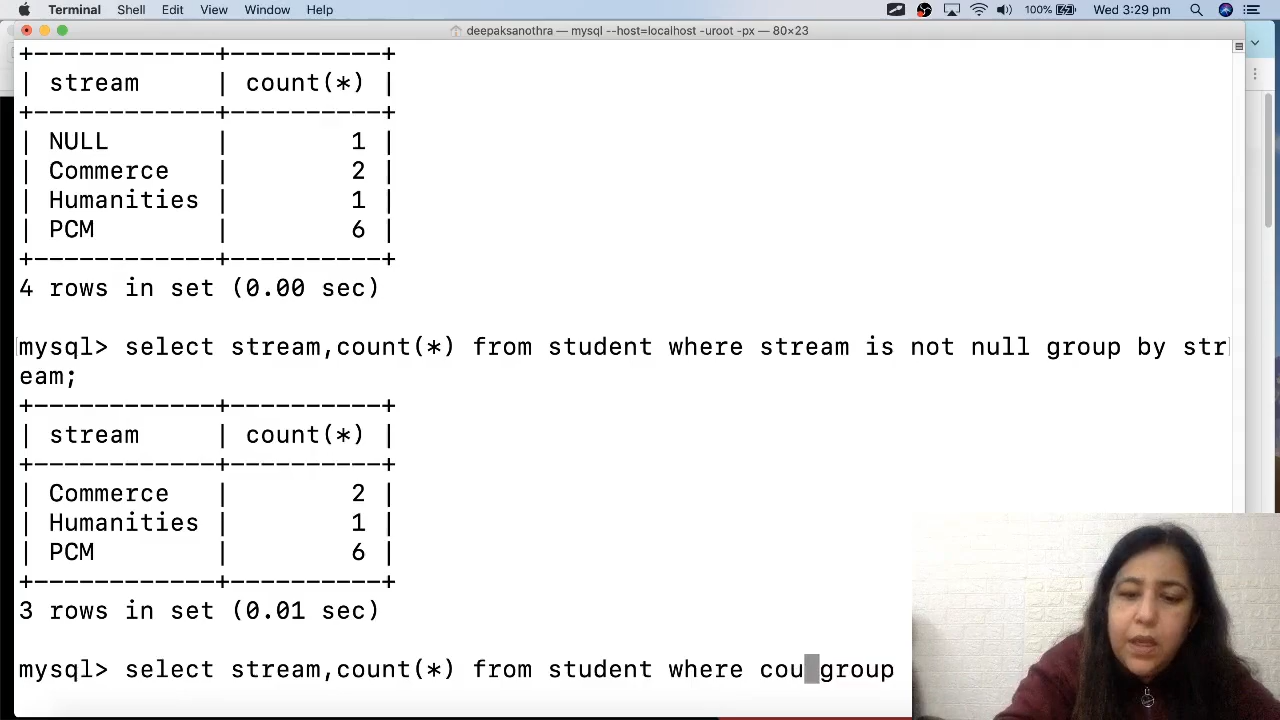 Terminal Shell Edit View Window Help 100% Wed 3:29 pm
deepaksanothra — mysql --host=localhost -uroot -px — 80×23
+------------+----------+
| stream | count(*) |
+------------+----------+
| NULL | 1 |
| Commerce | 2 |
| Humanities | 1 |
| PCM | 6 |
+------------+----------+
4 rows in set (0.00 sec)
mysql> select stream,count(*) from student where stream is not null group by str
eam;
+------------+----------+
| stream | count(*) |
+------------+----------+
| Commerce | 2 |
| Humanities | 1 |
| PCM | 6 |
+------------+----------+
3 rows in set (0.01 sec)
mysql> select stream,count(*) from student where cou group